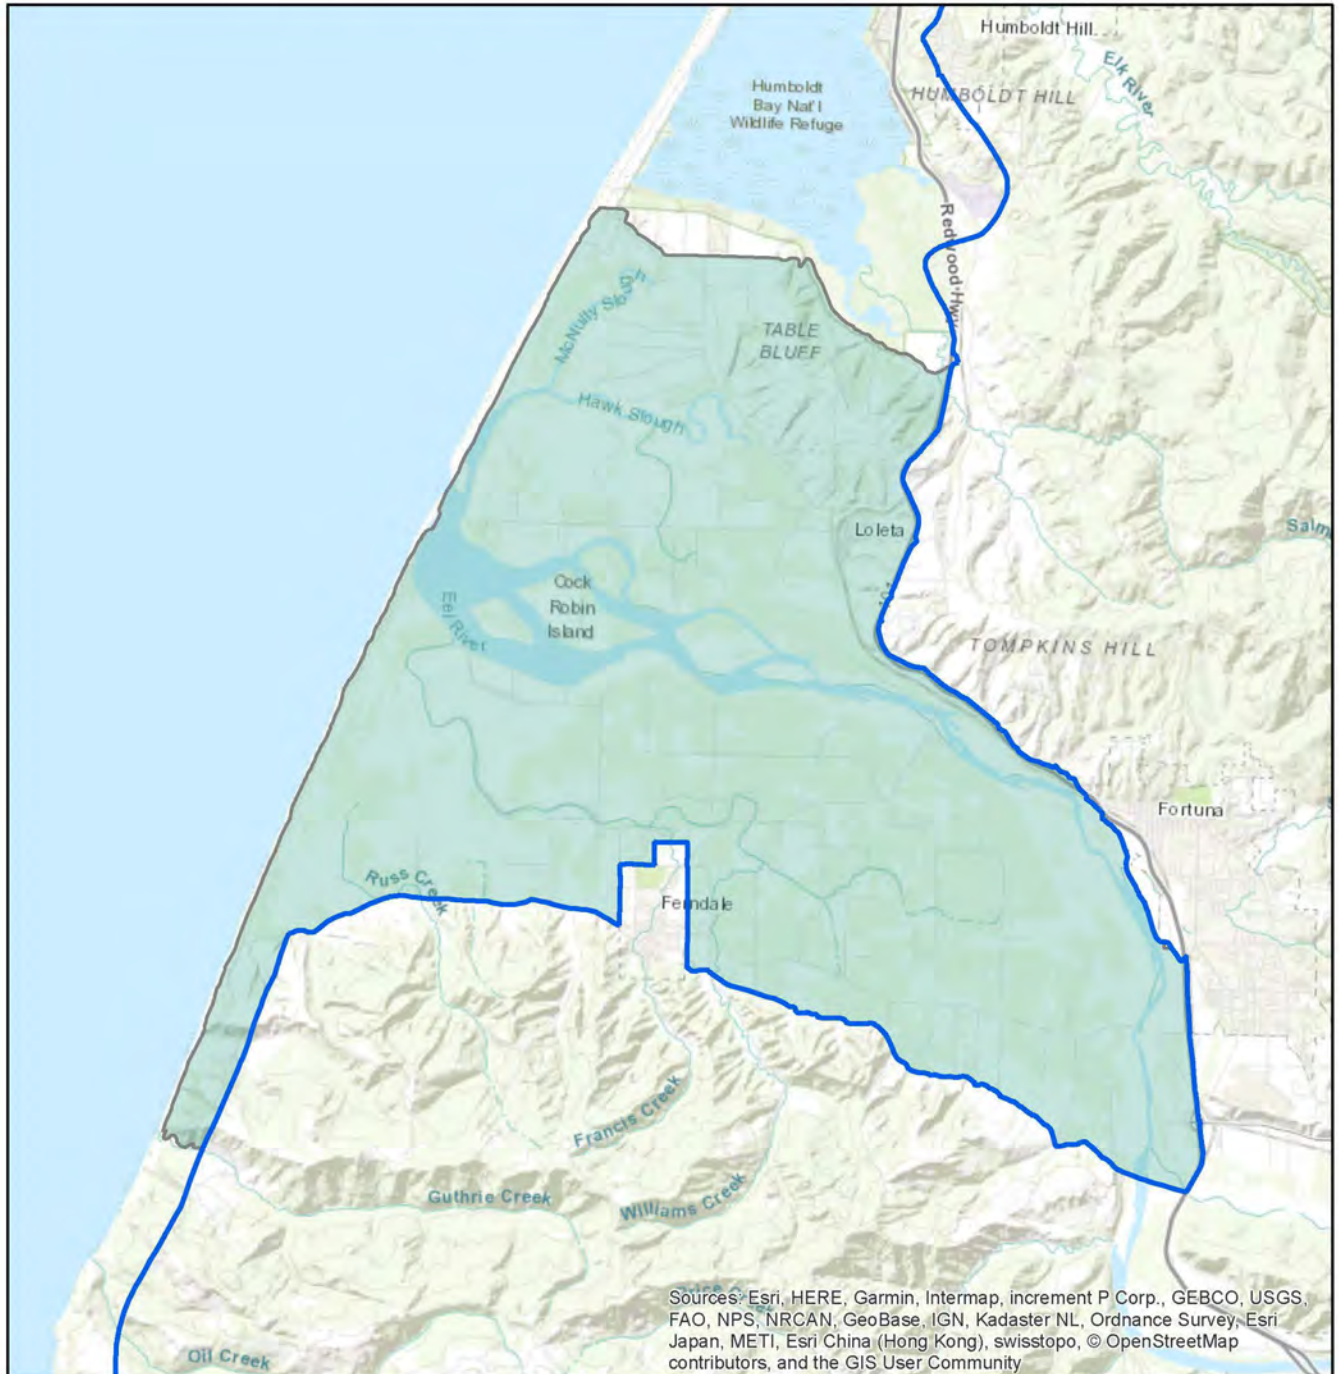 Humboldt Hill
Elk River
HUMBOLDT HILL
Humboldt
Bay Nat'l
Wildlife Refuge
Redwood Hwy
McNulty Slough
TABLE
BLUFF
Hawk Slough
Loleta
Salm
Cock
Robin
Island
Eel River
101
TOMPKINS HILL
Fortuna
Russ Creek
Ferndale
Francis Creek
Guthrie Creek
Williams Creek
Price Creek
Oil Creek
Sources: Esri, HERE, Garmin, Intermap, increment P Corp., GEBCO, USGS,
FAO, NPS, NRCAN, GeoBase, IGN, Kadaster NL, Ordnance Survey, Esri
Japan, METI, Esri China (Hong Kong), swisstopo, © OpenStreetMap
contributors, and the GIS User Community